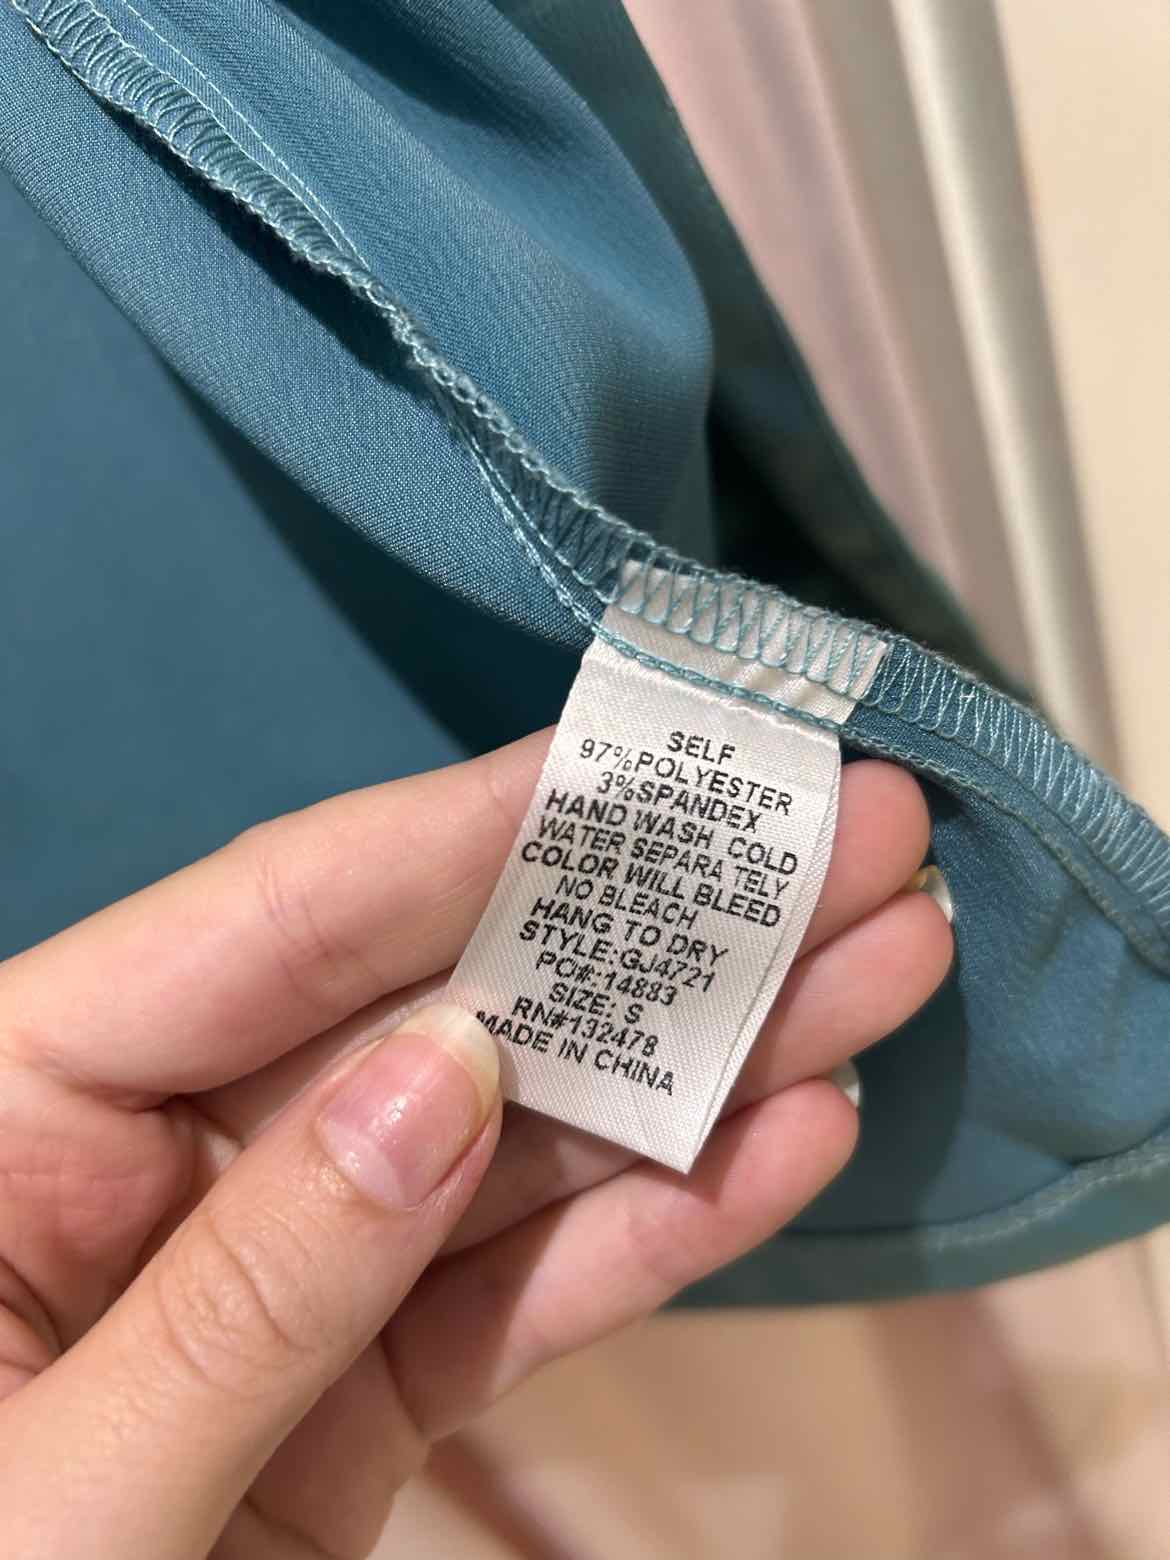 SELF
97%POLYESTER
3%SPANDEX
HAND WASH COLD
WATER SEPARA TELY
COLOR WILL BLEED
NO BLEACH
HANG TO DRY
STYLE:GJ4721
PO#:14883
SIZE: S
RN#132478
MADE IN CHINA